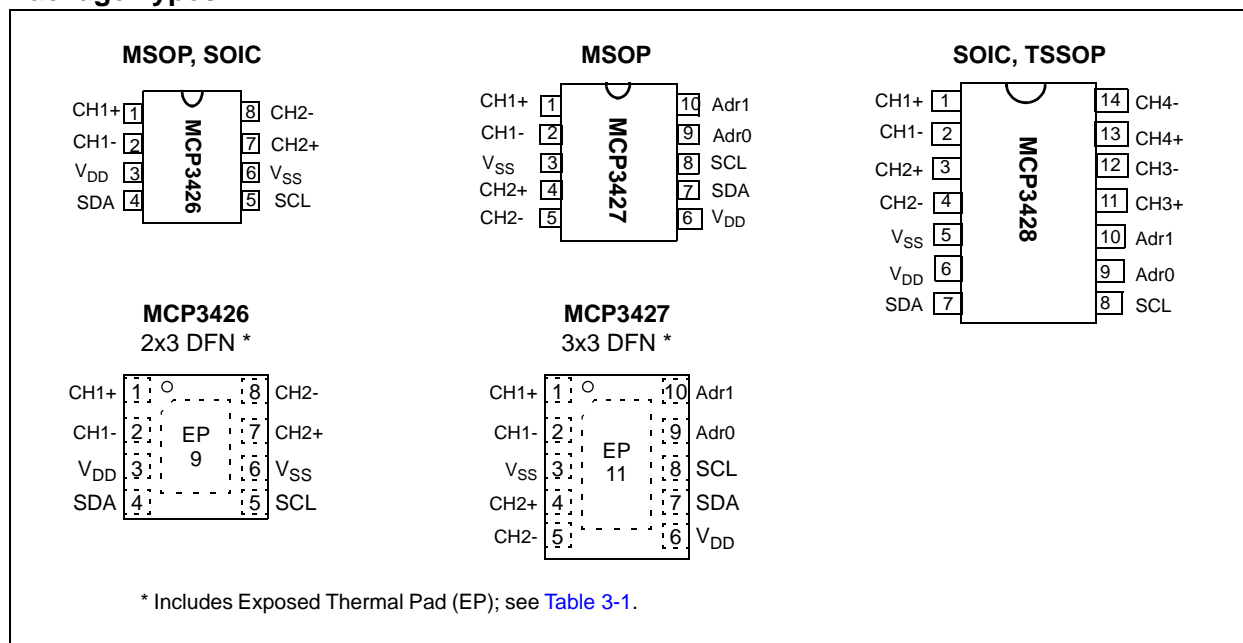 MSOP, SOIC
CH1+ 1
CH1- 2
VDD 3
SDA 4
MCP3426
8 CH2-
7 CH2+
6 VSS
5 SCL
MSOP
CH1+ 1
CH1- 2
VSS 3
CH2+ 4
CH2- 5
MCP3427
10 Adr1
9 Adr0
8 SCL
7 SDA
6 VDD
SOIC, TSSOP
CH1+ 1
CH1- 2
CH2+ 3
CH2- 4
VSS 5
VDD 6
SDA 7
MCP3428
14 CH4-
13 CH4+
12 CH3-
11 CH3+
10 Adr1
9 Adr0
8 SCL
MCP3426
2x3 DFN *
CH1+ 1
CH1- 2
VDD 3
SDA 4
EP
9
8 CH2-
7 CH2+
6 VSS
5 SCL
MCP3427
3x3 DFN *
CH1+ 1
CH1- 2
VSS 3
CH2+ 4
CH2- 5
EP
11
10 Adr1
9 Adr0
8 SCL
7 SDA
6 VDD
* Includes Exposed Thermal Pad (EP); see Table 3-1.